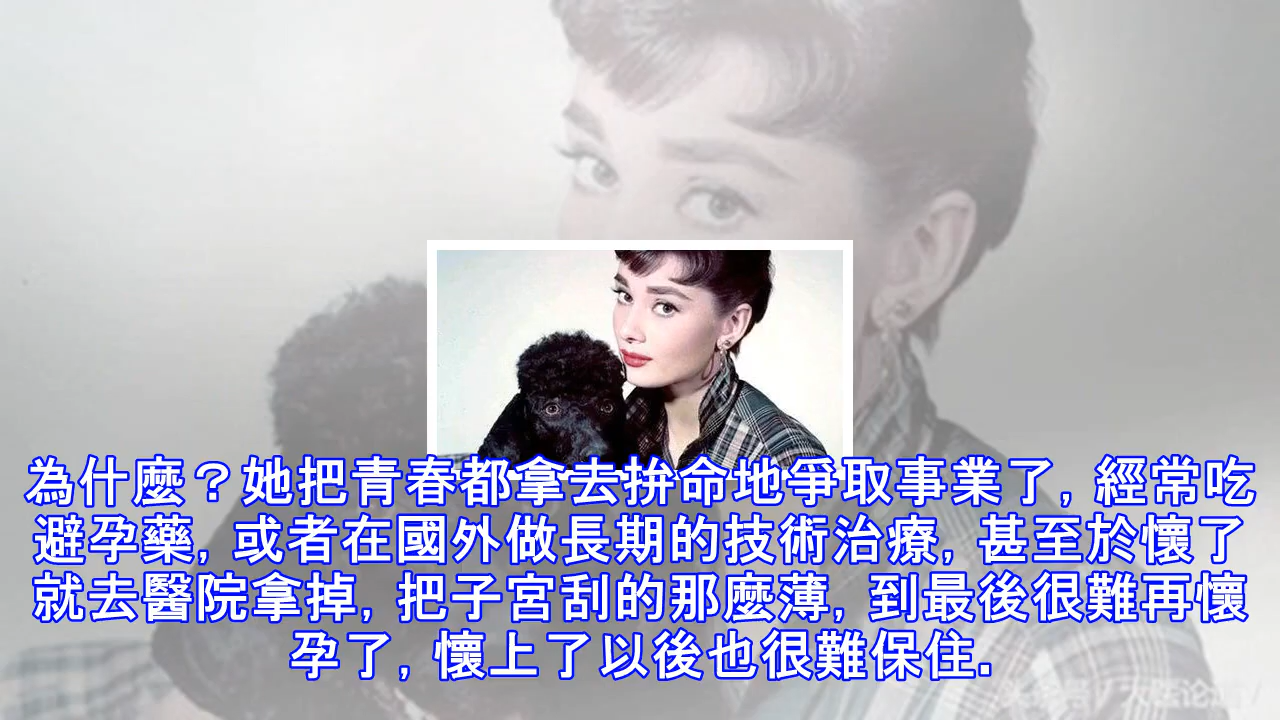 為什麼？她把青春都拿去拚命地爭取事業了, 經常吃
避孕藥, 或者在國外做長期的技術治療, 甚至於懷了
就去醫院拿掉, 把子宮刮的那麼薄, 到最後很難再懷
孕了, 懷上了以後也很難保住.